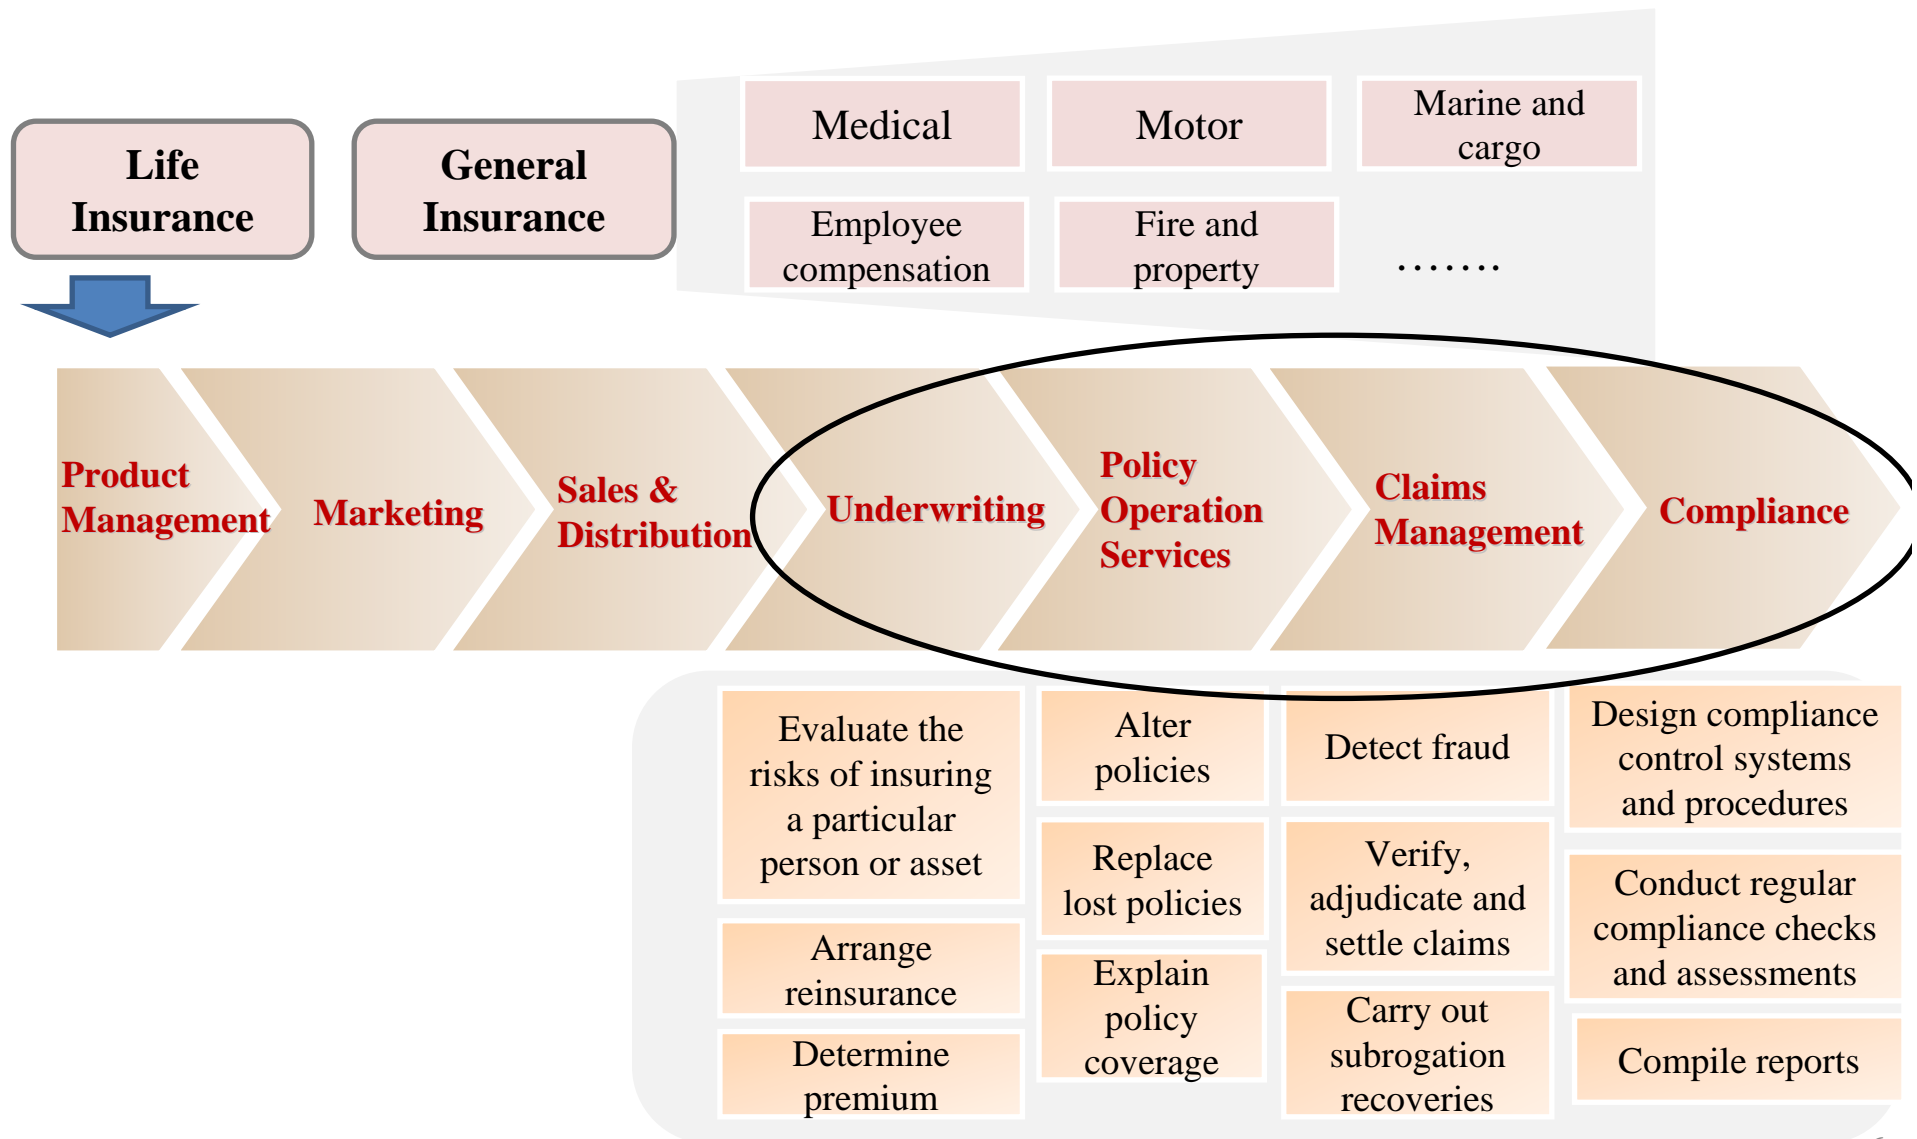 Life
Insurance
General
Insurance
Medical
Motor
Marine and
cargo
Employee
compensation
Fire and
property
…….
Product
Management
Marketing
Sales &
Distribution
Underwriting
Policy
Operation
Services
Claims
Management
Compliance
Evaluate the
risks of insuring
a particular
person or asset
Arrange
reinsurance
Determine
premium
Alter
policies
Replace
lost policies
Explain
policy
coverage
Detect fraud
Verify,
adjudicate and
settle claims
Carry out
subrogation
recoveries
Design compliance
control systems
and procedures
Conduct regular
compliance checks
and assessments
Compile reports